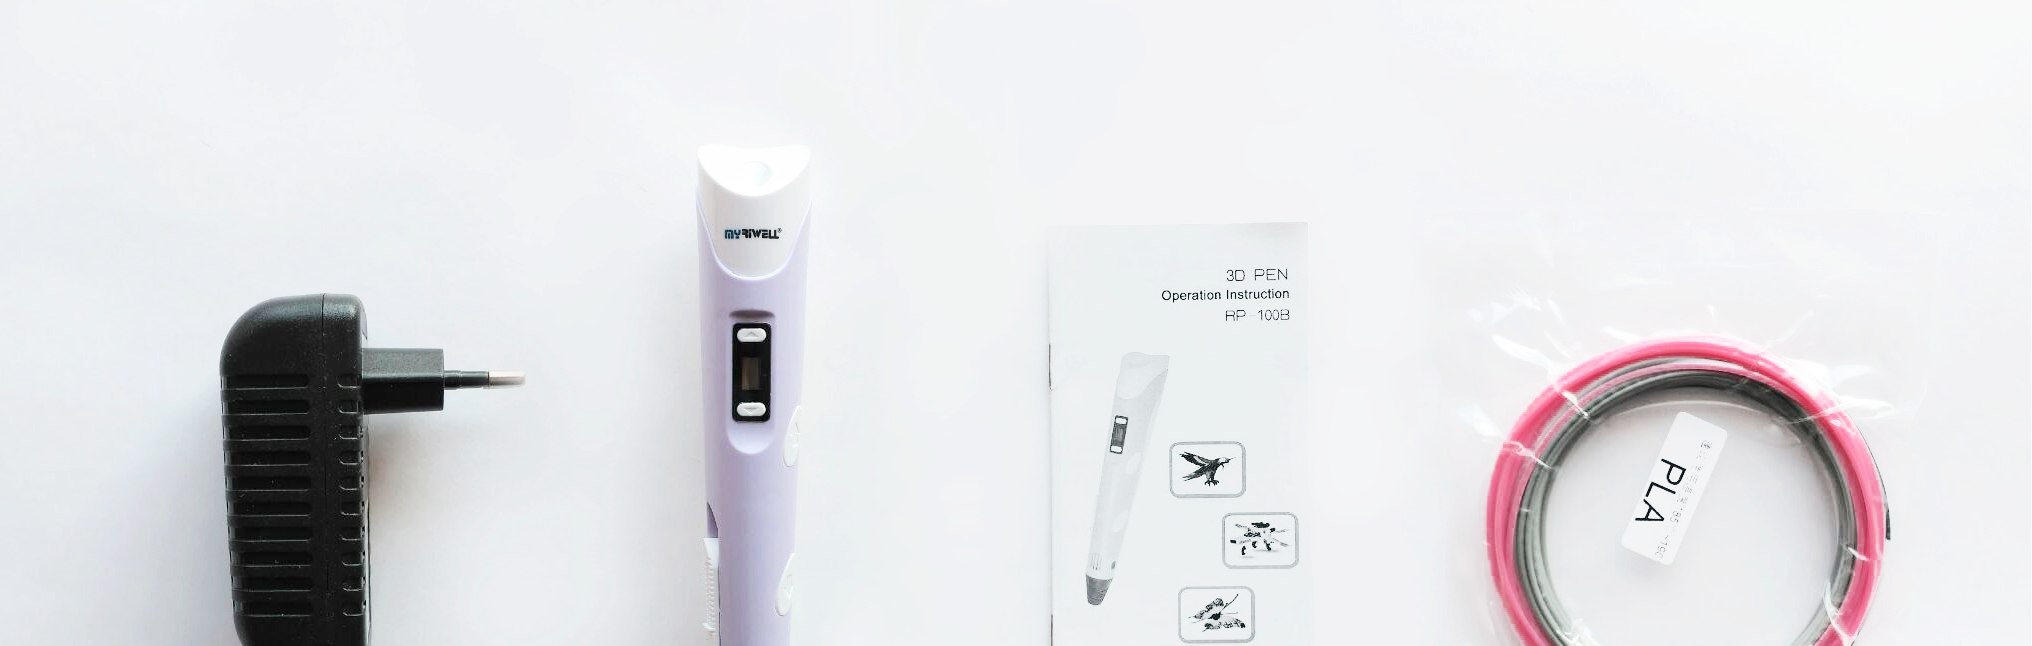 MYRIWELL®
3D PEN
Operation Instruction
RP-100B
PLA